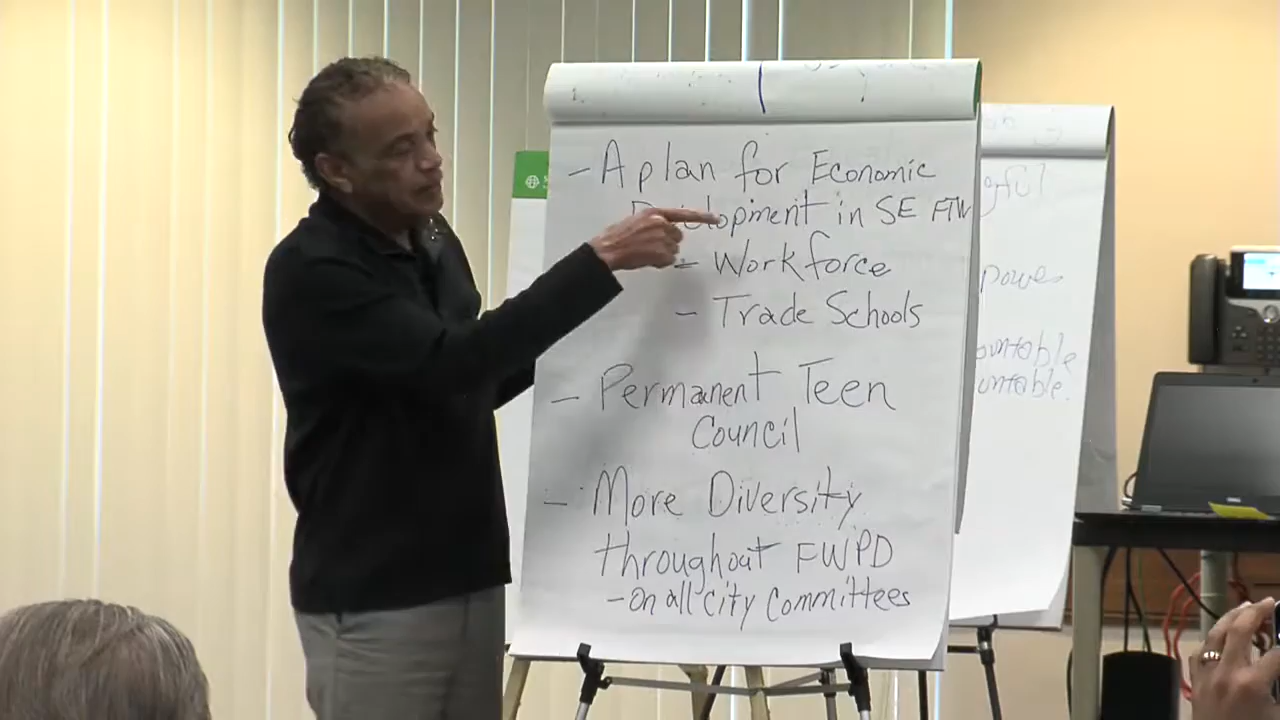 - A plan for Economic
Development in SE FTW
- Workforce
- Trade Schools
- Permanent Teen
Council
- More Diversity
throughout FWPD
- on all city committees
power